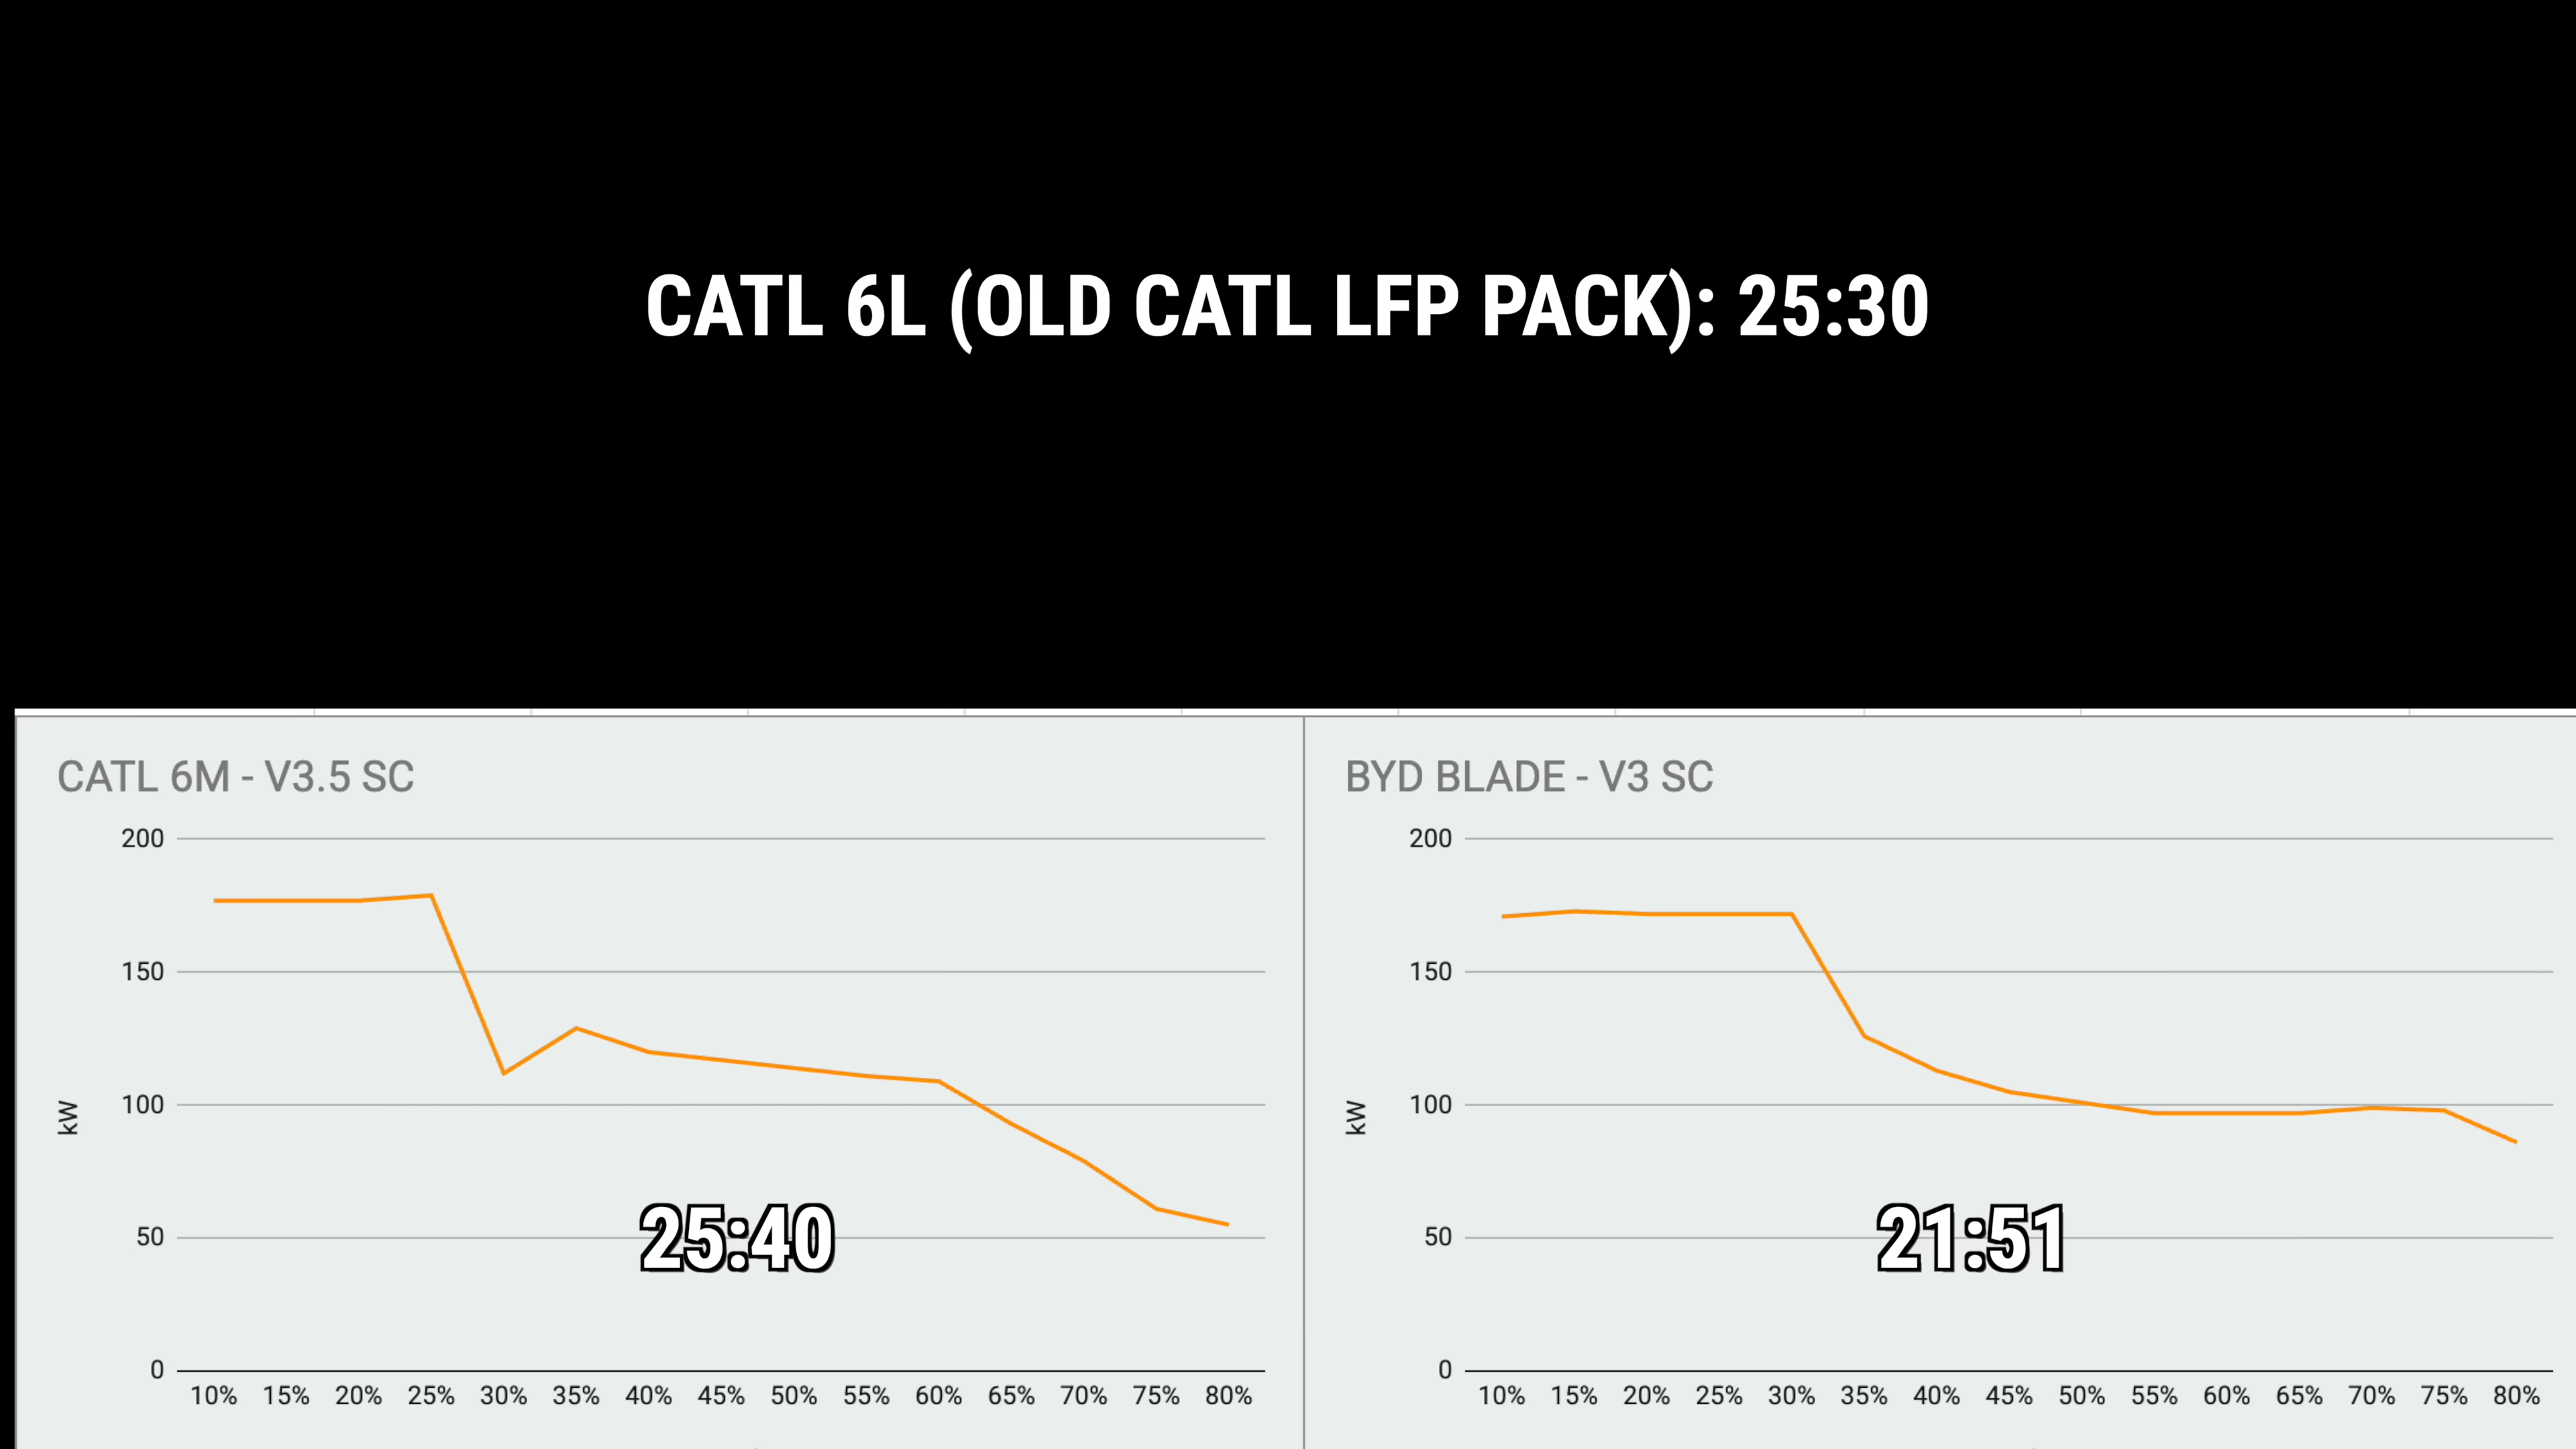 CATL 6L (OLD CATL LFP PACK): 25:30
CATL 6M - V3.5 SC
200
150
100
50
0
kW
25:40
10% 15% 20% 25% 30% 35% 40% 45% 50% 55% 60% 65% 70% 75% 80%
BYD BLADE - V3 SC
200
150
100
50
0
kW
21:51
10% 15% 20% 25% 30% 35% 40% 45% 50% 55% 60% 65% 70% 75% 80%